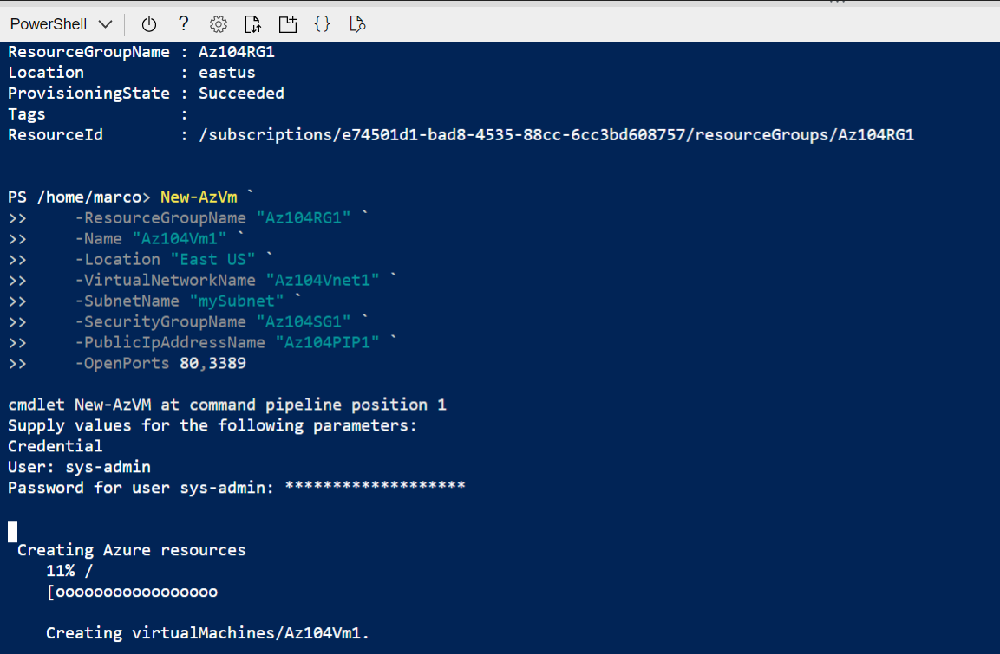 PowerShell
ResourceGroupName : Az104RG1
Location          : eastus
ProvisioningState : Succeeded
Tags              :
ResourceId        : /subscriptions/e74501d1-bad8-4535-88cc-6cc3bd608757/resourceGroups/Az104RG1
PS /home/marco> New-AzVm `
>>     -ResourceGroupName "Az104RG1" `
>>     -Name "Az104Vm1" `
>>     -Location "East US" `
>>     -VirtualNetworkName "Az104Vnet1" `
>>     -SubnetName "mySubnet" `
>>     -SecurityGroupName "Az104SG1" `
>>     -PublicIpAddressName "Az104PIP1" `
>>     -OpenPorts 80,3389
cmdlet New-AzVM at command pipeline position 1
Supply values for the following parameters:
Credential
User: sys-admin
Password for user sys-admin: *******************
Creating Azure resources
11% /
[ooooooooooooooooo
Creating virtualMachines/Az104Vm1.